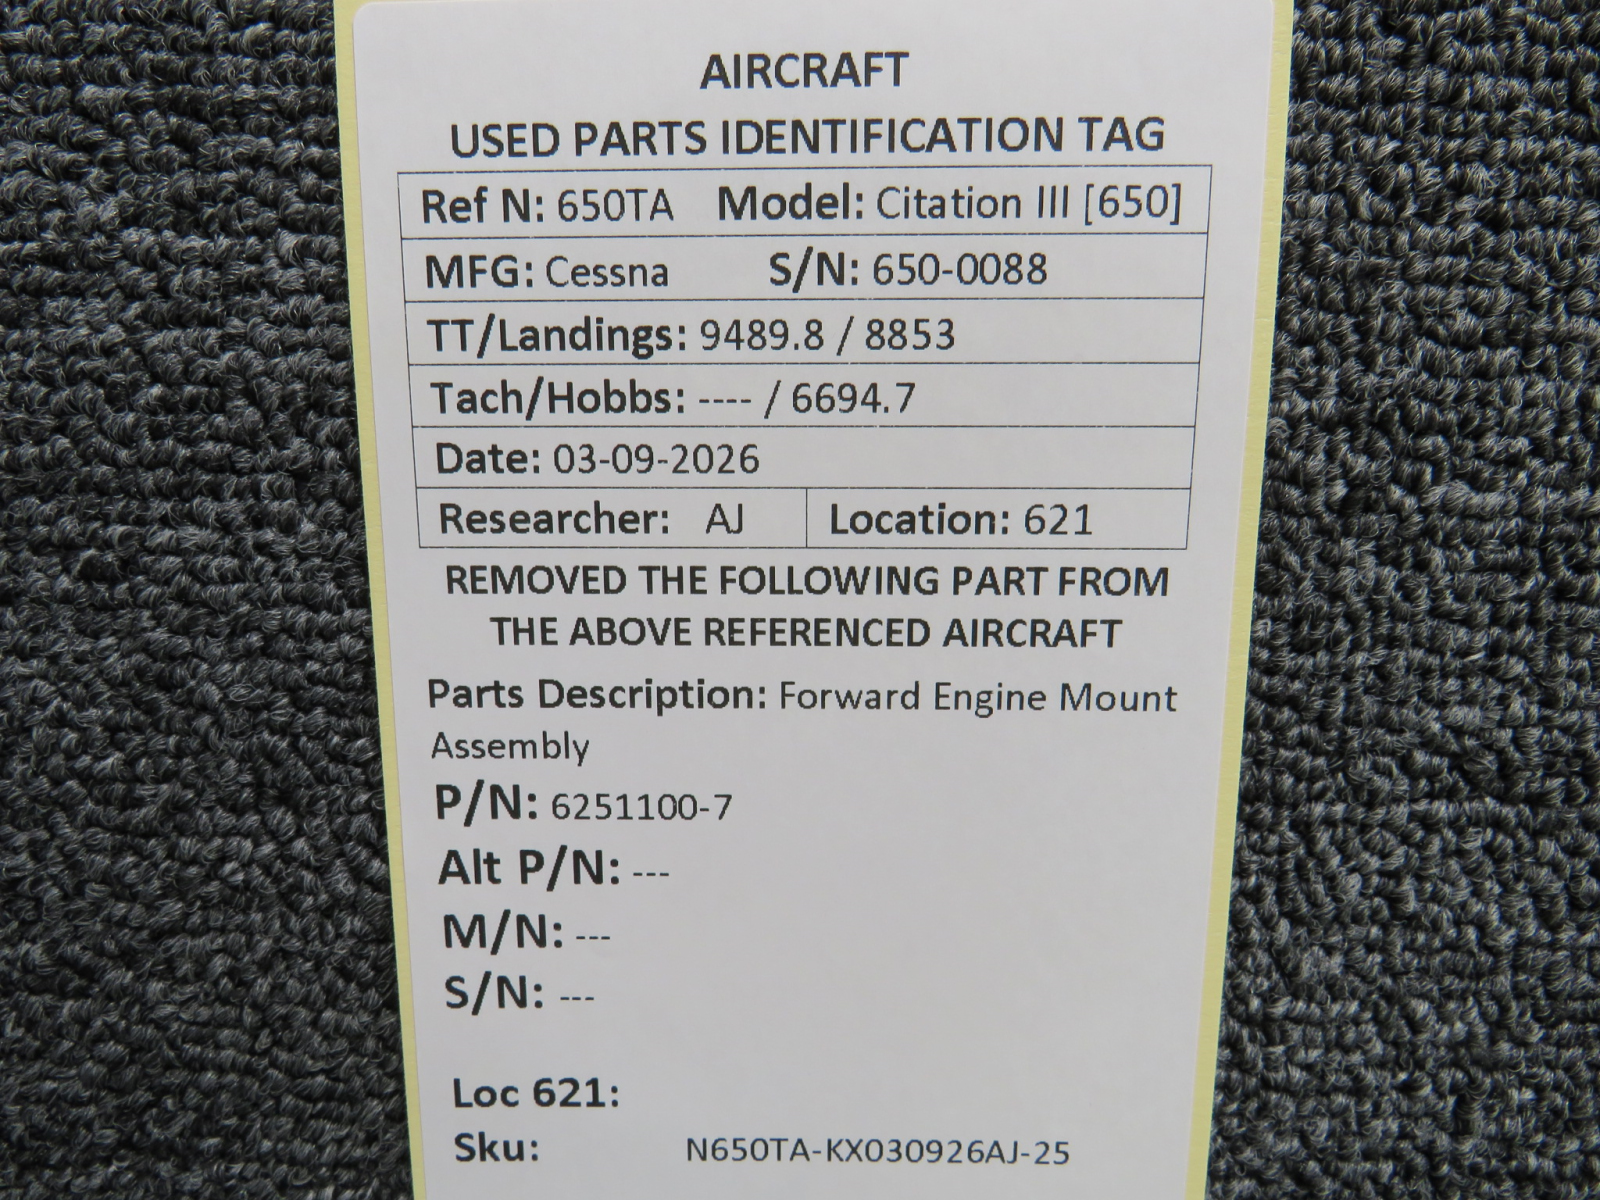 AIRCRAFT
USED PARTS IDENTIFICATION TAG
Ref N: 650TA Model: Citation III [650]
MFG: Cessna S/N: 650-0088
TT/Landings: 9489.8 / 8853
Tach/Hobbs: ---- / 6694.7
Date: 03-09-2026
Researcher: AJ Location: 621
REMOVED THE FOLLOWING PART FROM
THE ABOVE REFERENCED AIRCRAFT
Parts Description: Forward Engine Mount
Assembly
P/N: 6251100-7
Alt P/N: ---
M/N: ---
S/N: ---
Loc 621:
Sku: N650TA-KX030926AJ-25